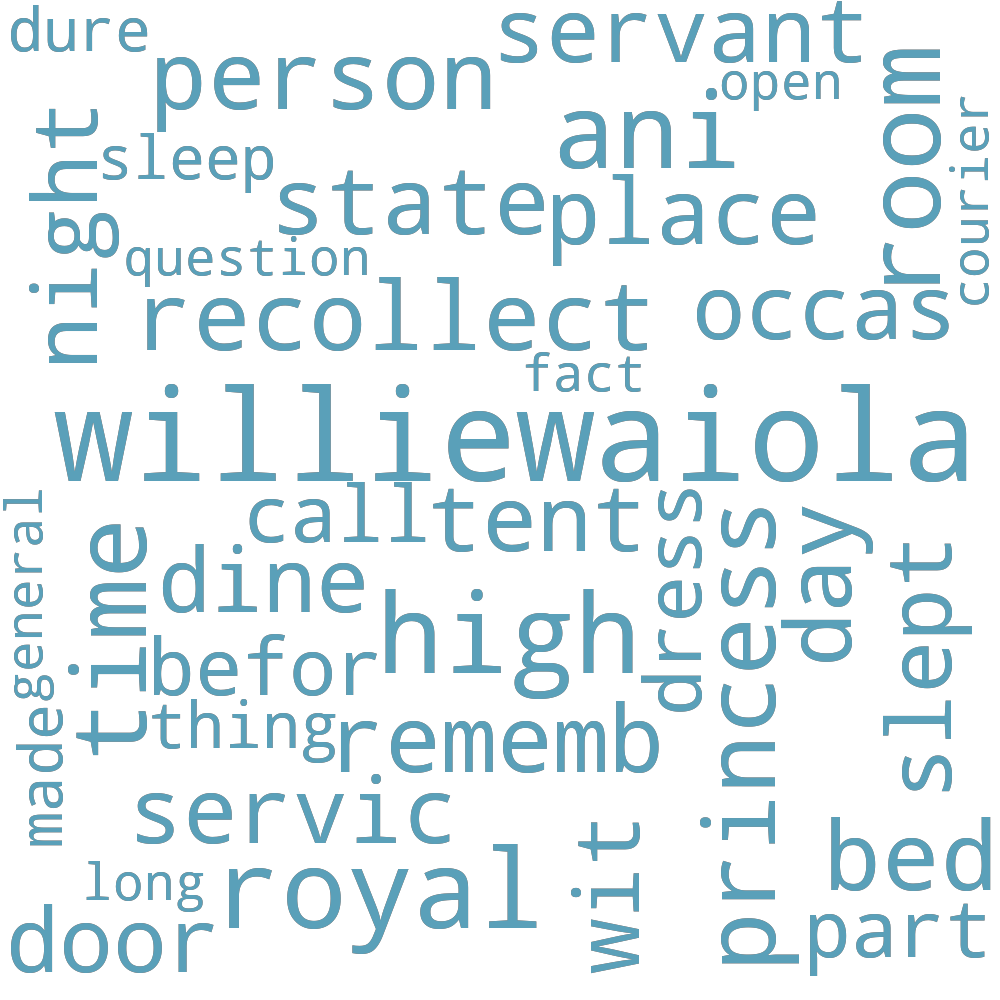 dure
servant
person
open
ani
room
courier
night
sleep
state
place
question
recollect
occas
fact
williewaiola
call
tent
dress
princess
day
slept
general
time
dine
high
befor
thing
rememb
made
servic
wit
bed
long
royal
door
part